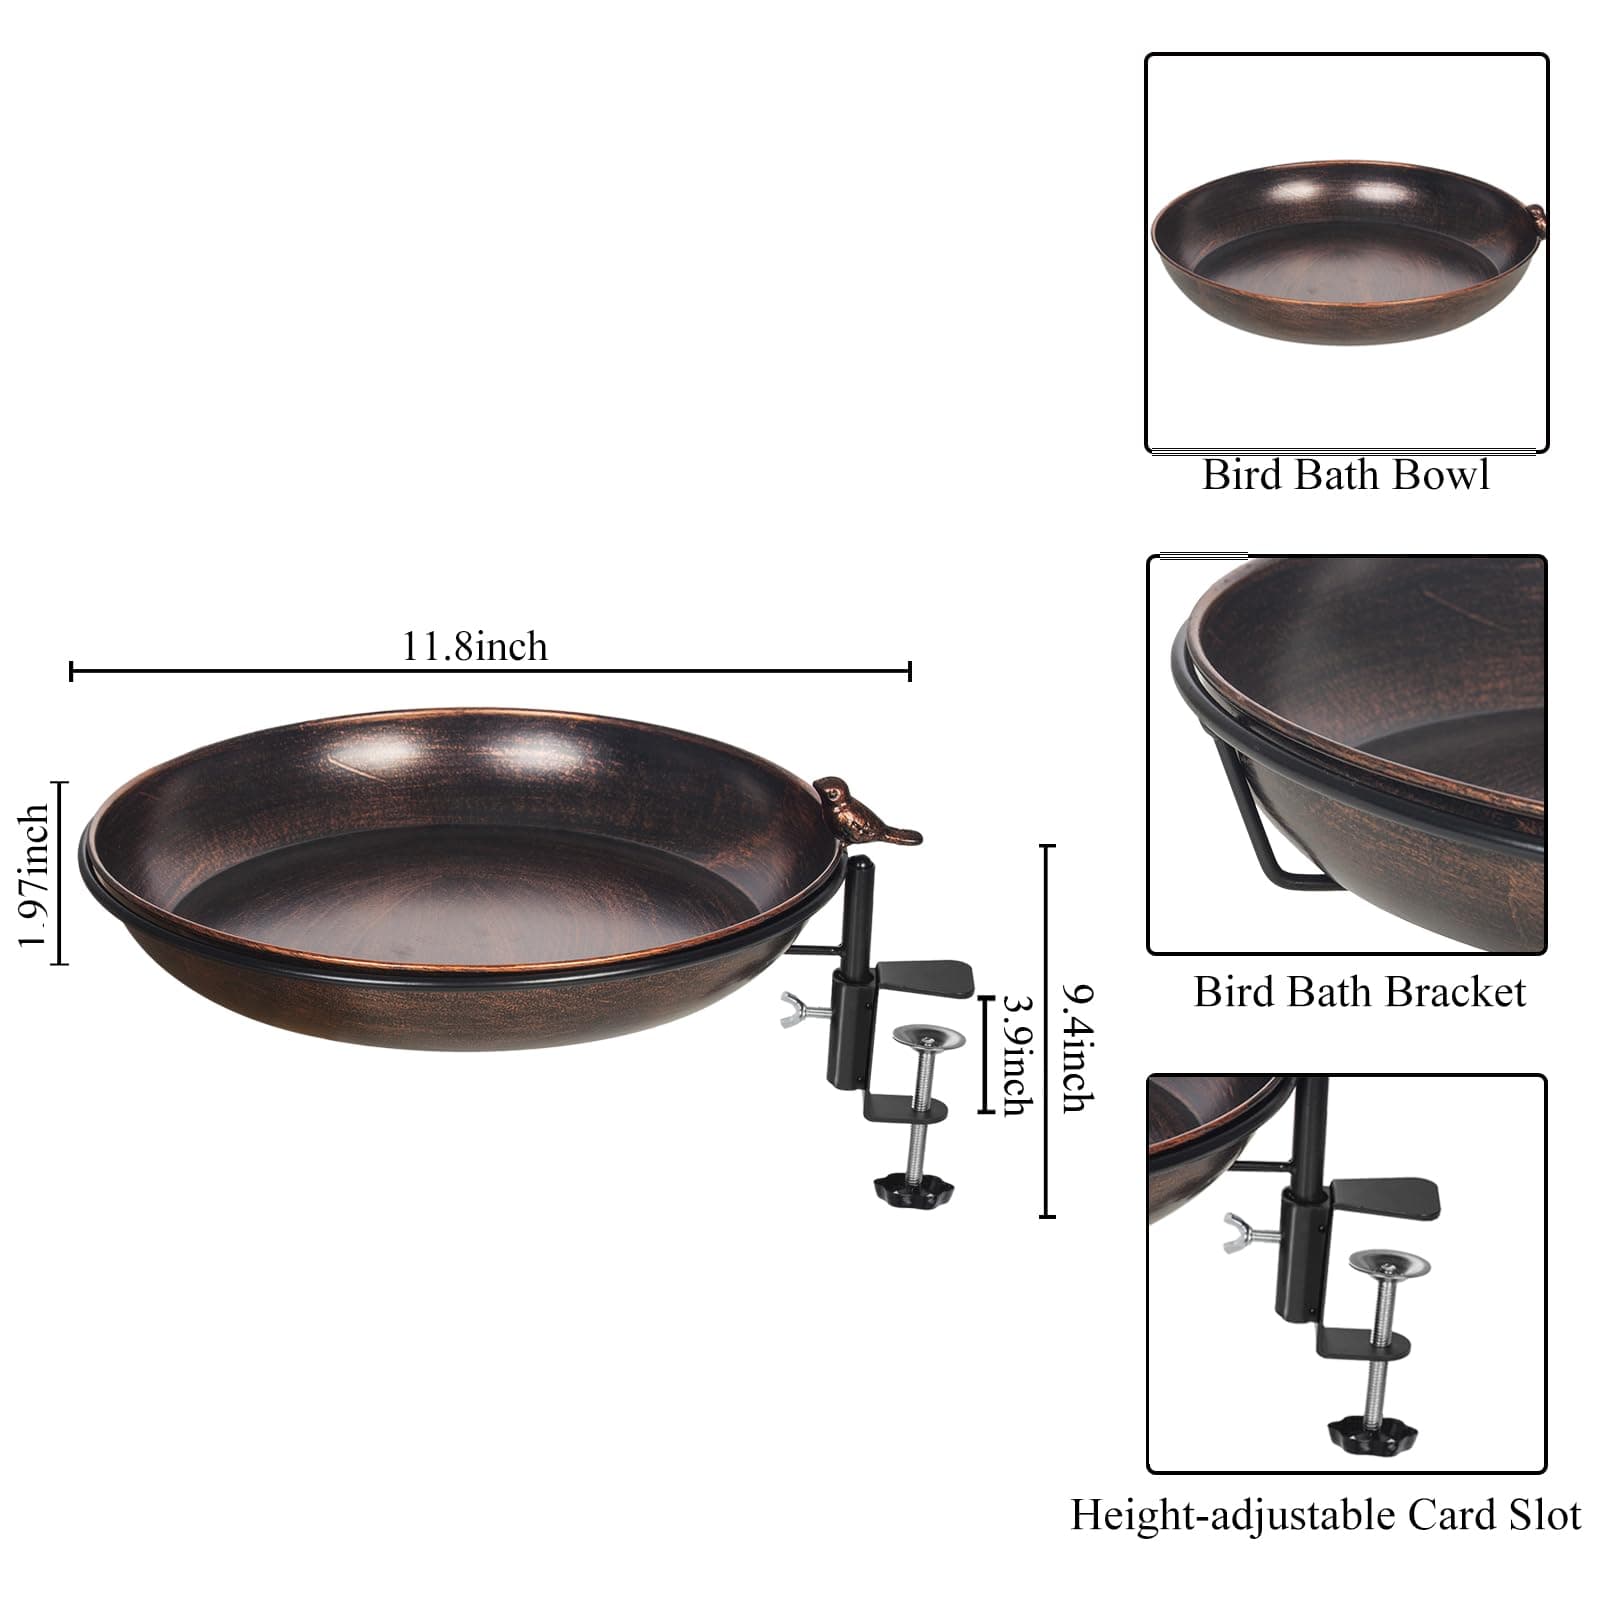 Bird Bath Bowl
11.8inch
1.97inch
3.9inch
9.4inch
Bird Bath Bracket
Height-adjustable Card Slot